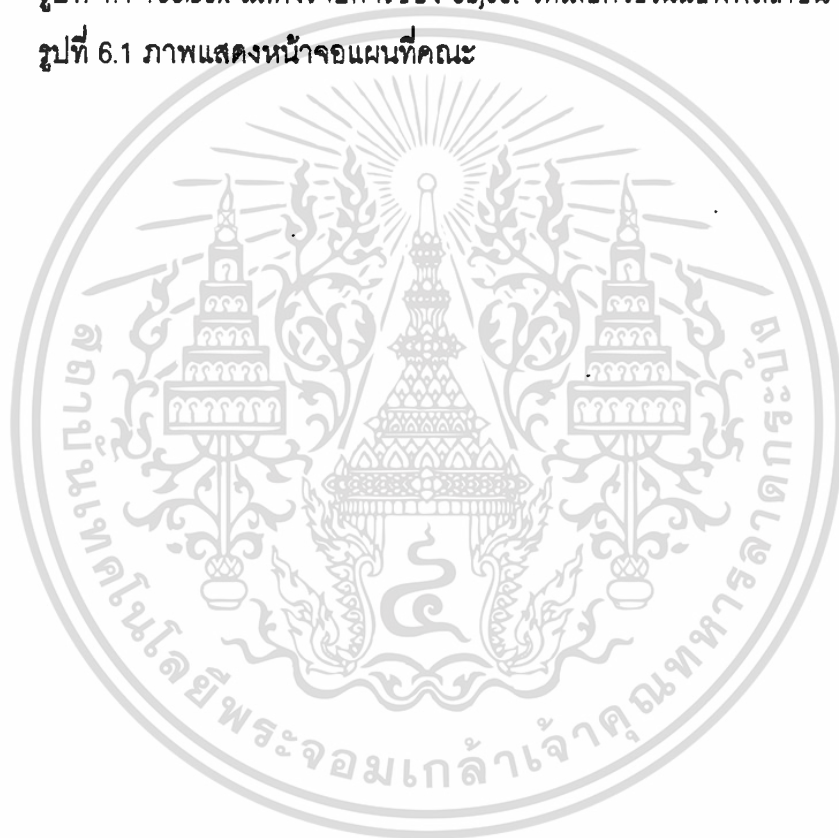 รูปที่ 6.1 ภาพแสดงหน้าจอแผนที่คณะ
สถาบันเทคโนโลยีพระจอมเกล้าเจ้าคุณทหารลาดกระบัง
๔